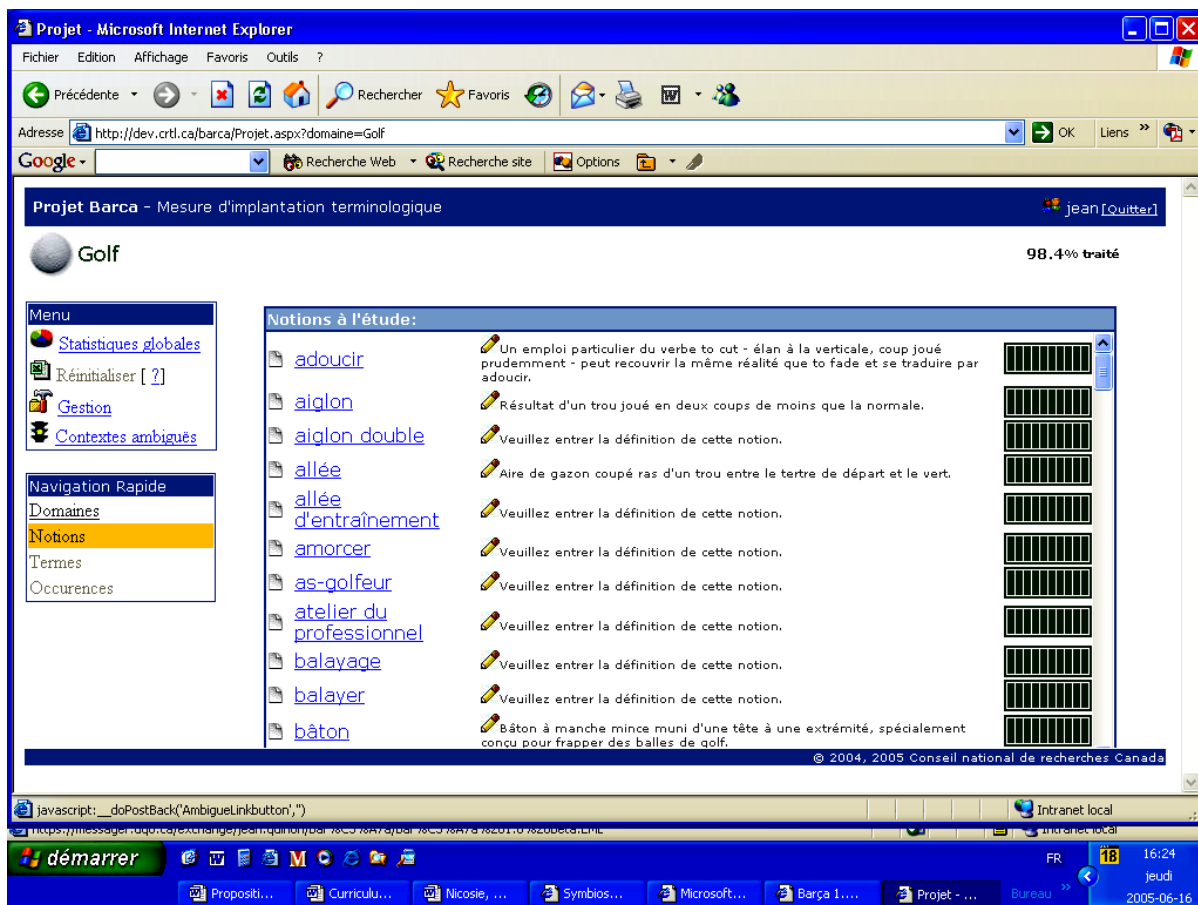 Projet - Microsoft Internet Explorer
Fichier Edition Affichage Favoris Outils ?
Précédente Rechercher Favoris
Adresse http://dev.crtl.ca/barca/Projet.aspx?domaine=Golf OK Liens »
Google Recherche Web Recherche site Options
Projet Barca - Mesure d'implantation terminologique jean [Quitter]
Golf 98.4% traité
Menu
Statistiques globales
Réinitialiser [ ?]
Gestion
Contextes ambiguës
Navigation Rapide
Domaines
Notions
Termes
Occurences
Notions à l'étude:
adoucir
Un emploi particulier du verbe to cut - élan à la verticale, coup joué
prudemment - peut recouvrir la même réalité que to fade et se traduire par
adoucir.
aiglon Résultat d'un trou joué en deux coups de moins que la normale.
aiglon double Veuillez entrer la définition de cette notion.
allée Aire de gazon coupé ras d'un trou entre le tertre de départ et le vert.
allée
d'entraînement Veuillez entrer la définition de cette notion.
amorcer Veuillez entrer la définition de cette notion.
as-golfeur Veuillez entrer la définition de cette notion.
atelier du
professionnel Veuillez entrer la définition de cette notion.
balayage Veuillez entrer la définition de cette notion.
balayer Veuillez entrer la définition de cette notion.
bâton
Bâton à manche mince muni d'une tête à une extrémité, spécialement
conçu pour frapper des balles de golf.
© 2004, 2005 Conseil national de recherches Canada
javascript:__doPostBack('AmbigueLinkbutton','') Intranet local
démarrer FR 18 16:24
jeudi
Propositi... Curriculu... Nicosie, ... Symbios... Microsoft... Barça 1.... Projet - ... Bureau »
2005-06-16